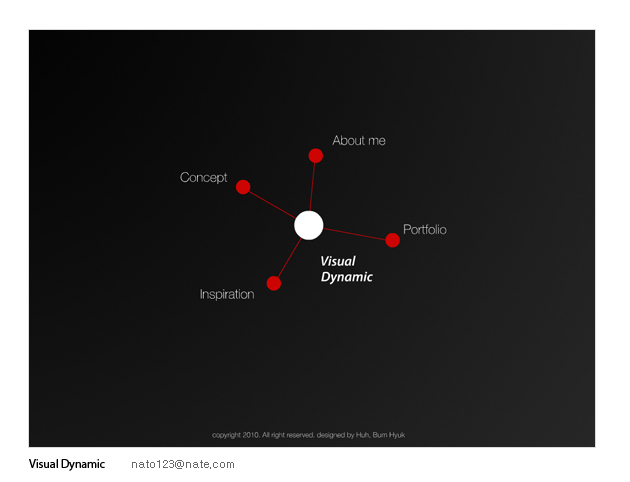 About me
Concept
Portfolio
Visual
Dynamic
Inspiration
copyright 2010. All right reserved. designed by Huh, Bum Hyuk
Visual Dynamic nato123@nate.com